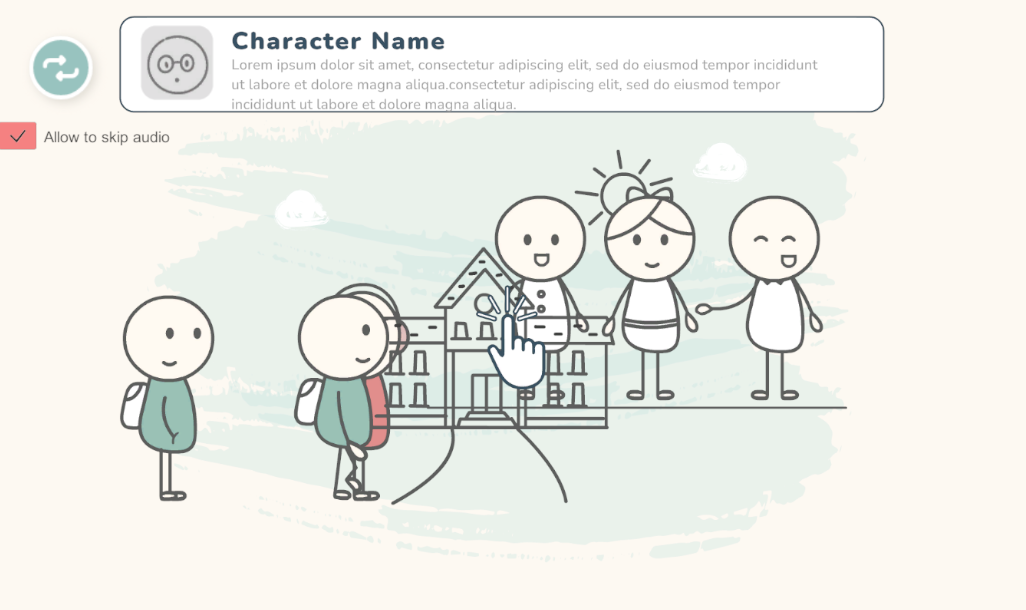 Character Name
Lorem ipsum dolor sit amet, consectetur adipiscing elit, sed do eiusmod tempor incididunt
ut labore et dolore magna aliqua.consectetur adipiscing elit, sed do eiusmod tempor
incididunt ut labore et dolore magna aliqua.
Allow to skip audio